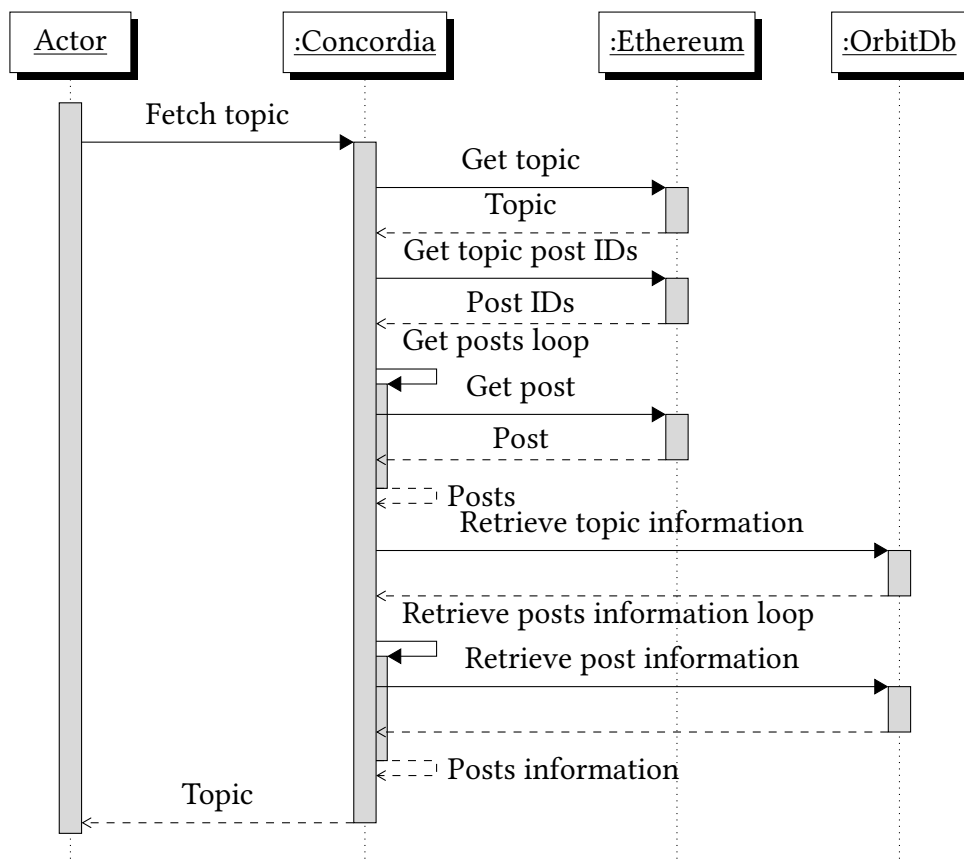 Actor
:Concordia
:Ethereum
:OrbitDb
Fetch topic
Get topic
Topic
Get topic post IDs
Post IDs
Get posts loop
Get post
Post
Posts
Retrieve topic information
Retrieve posts information loop
Retrieve post information
Posts information
Topic